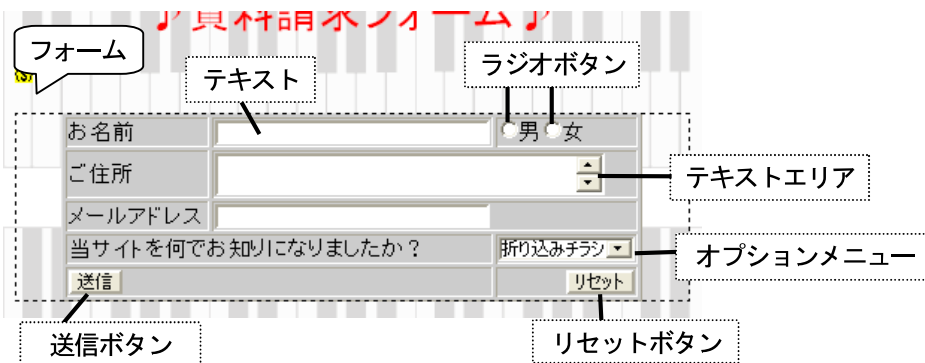 ♪資料請求フォーム♪
フォーム
テキスト
ラジオボタン
お名前
男 女
ご住所
テキストエリア
メールアドレス
当サイトを何でお知りになりましたか?
折り込みチラシ
オプションメニュー
送信
リセット
送信ボタン
リセットボタン